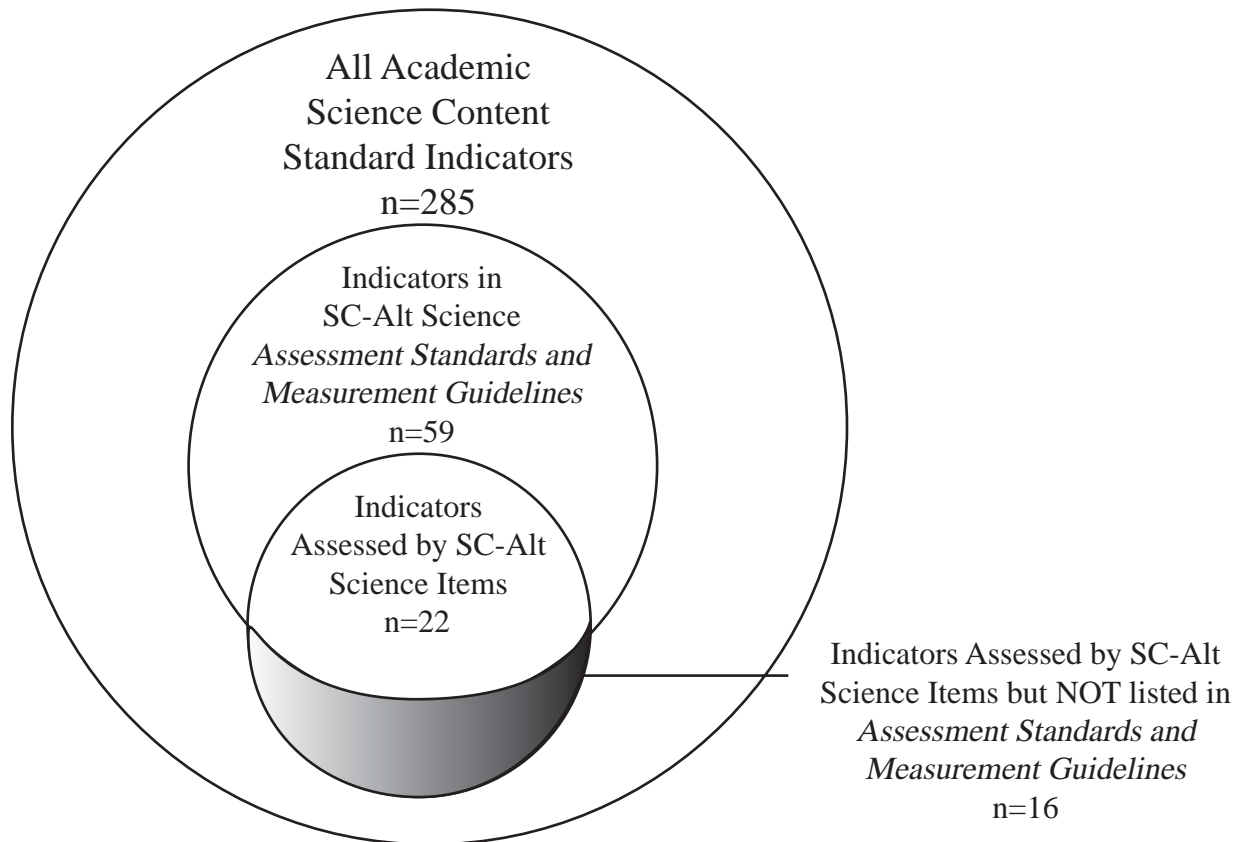 All Academic
Science Content
Standard Indicators
n=285
Indicators in
SC-Alt Science
Assessment Standards and
Measurement Guidelines
n=59
Indicators
Assessed by SC-Alt
Science Items
n=22
Indicators Assessed by SC-Alt
Science Items but NOT listed in
Assessment Standards and
Measurement Guidelines
n=16